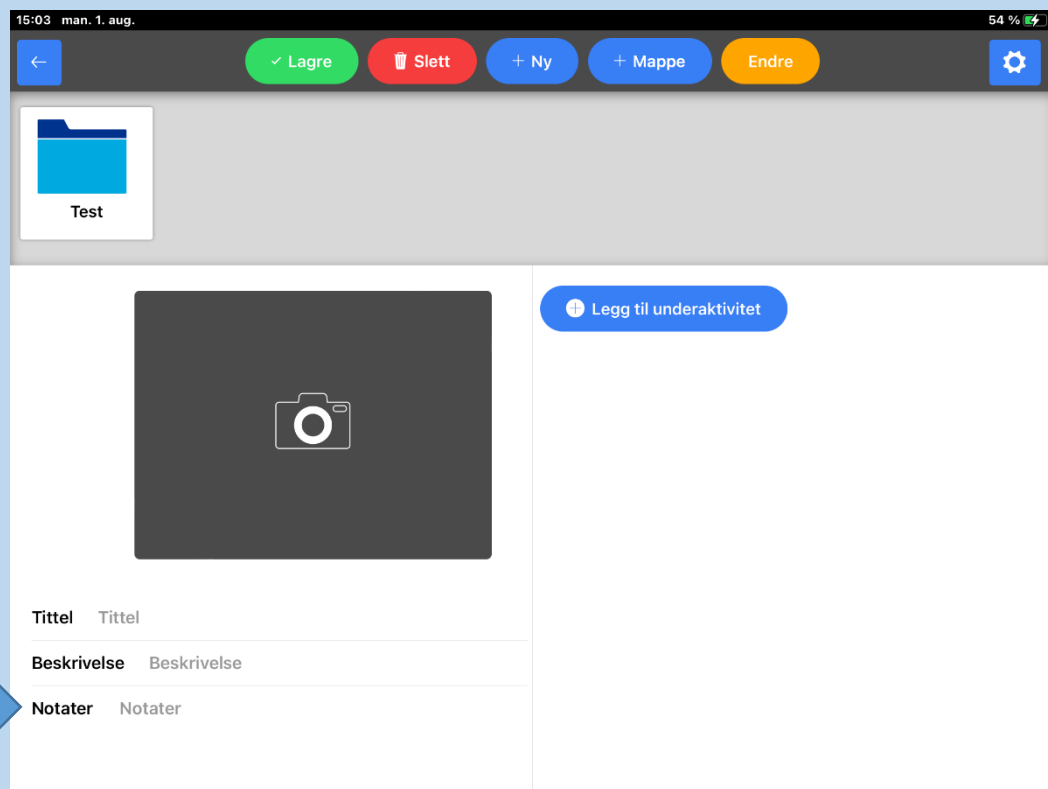 15:03 man. 1. aug. 54 %
Lagre Slett + Ny + Mappe Endre
Test
Legg til underaktivitet
Tittel Tittel
Beskrivelse Beskrivelse
Notater Notater